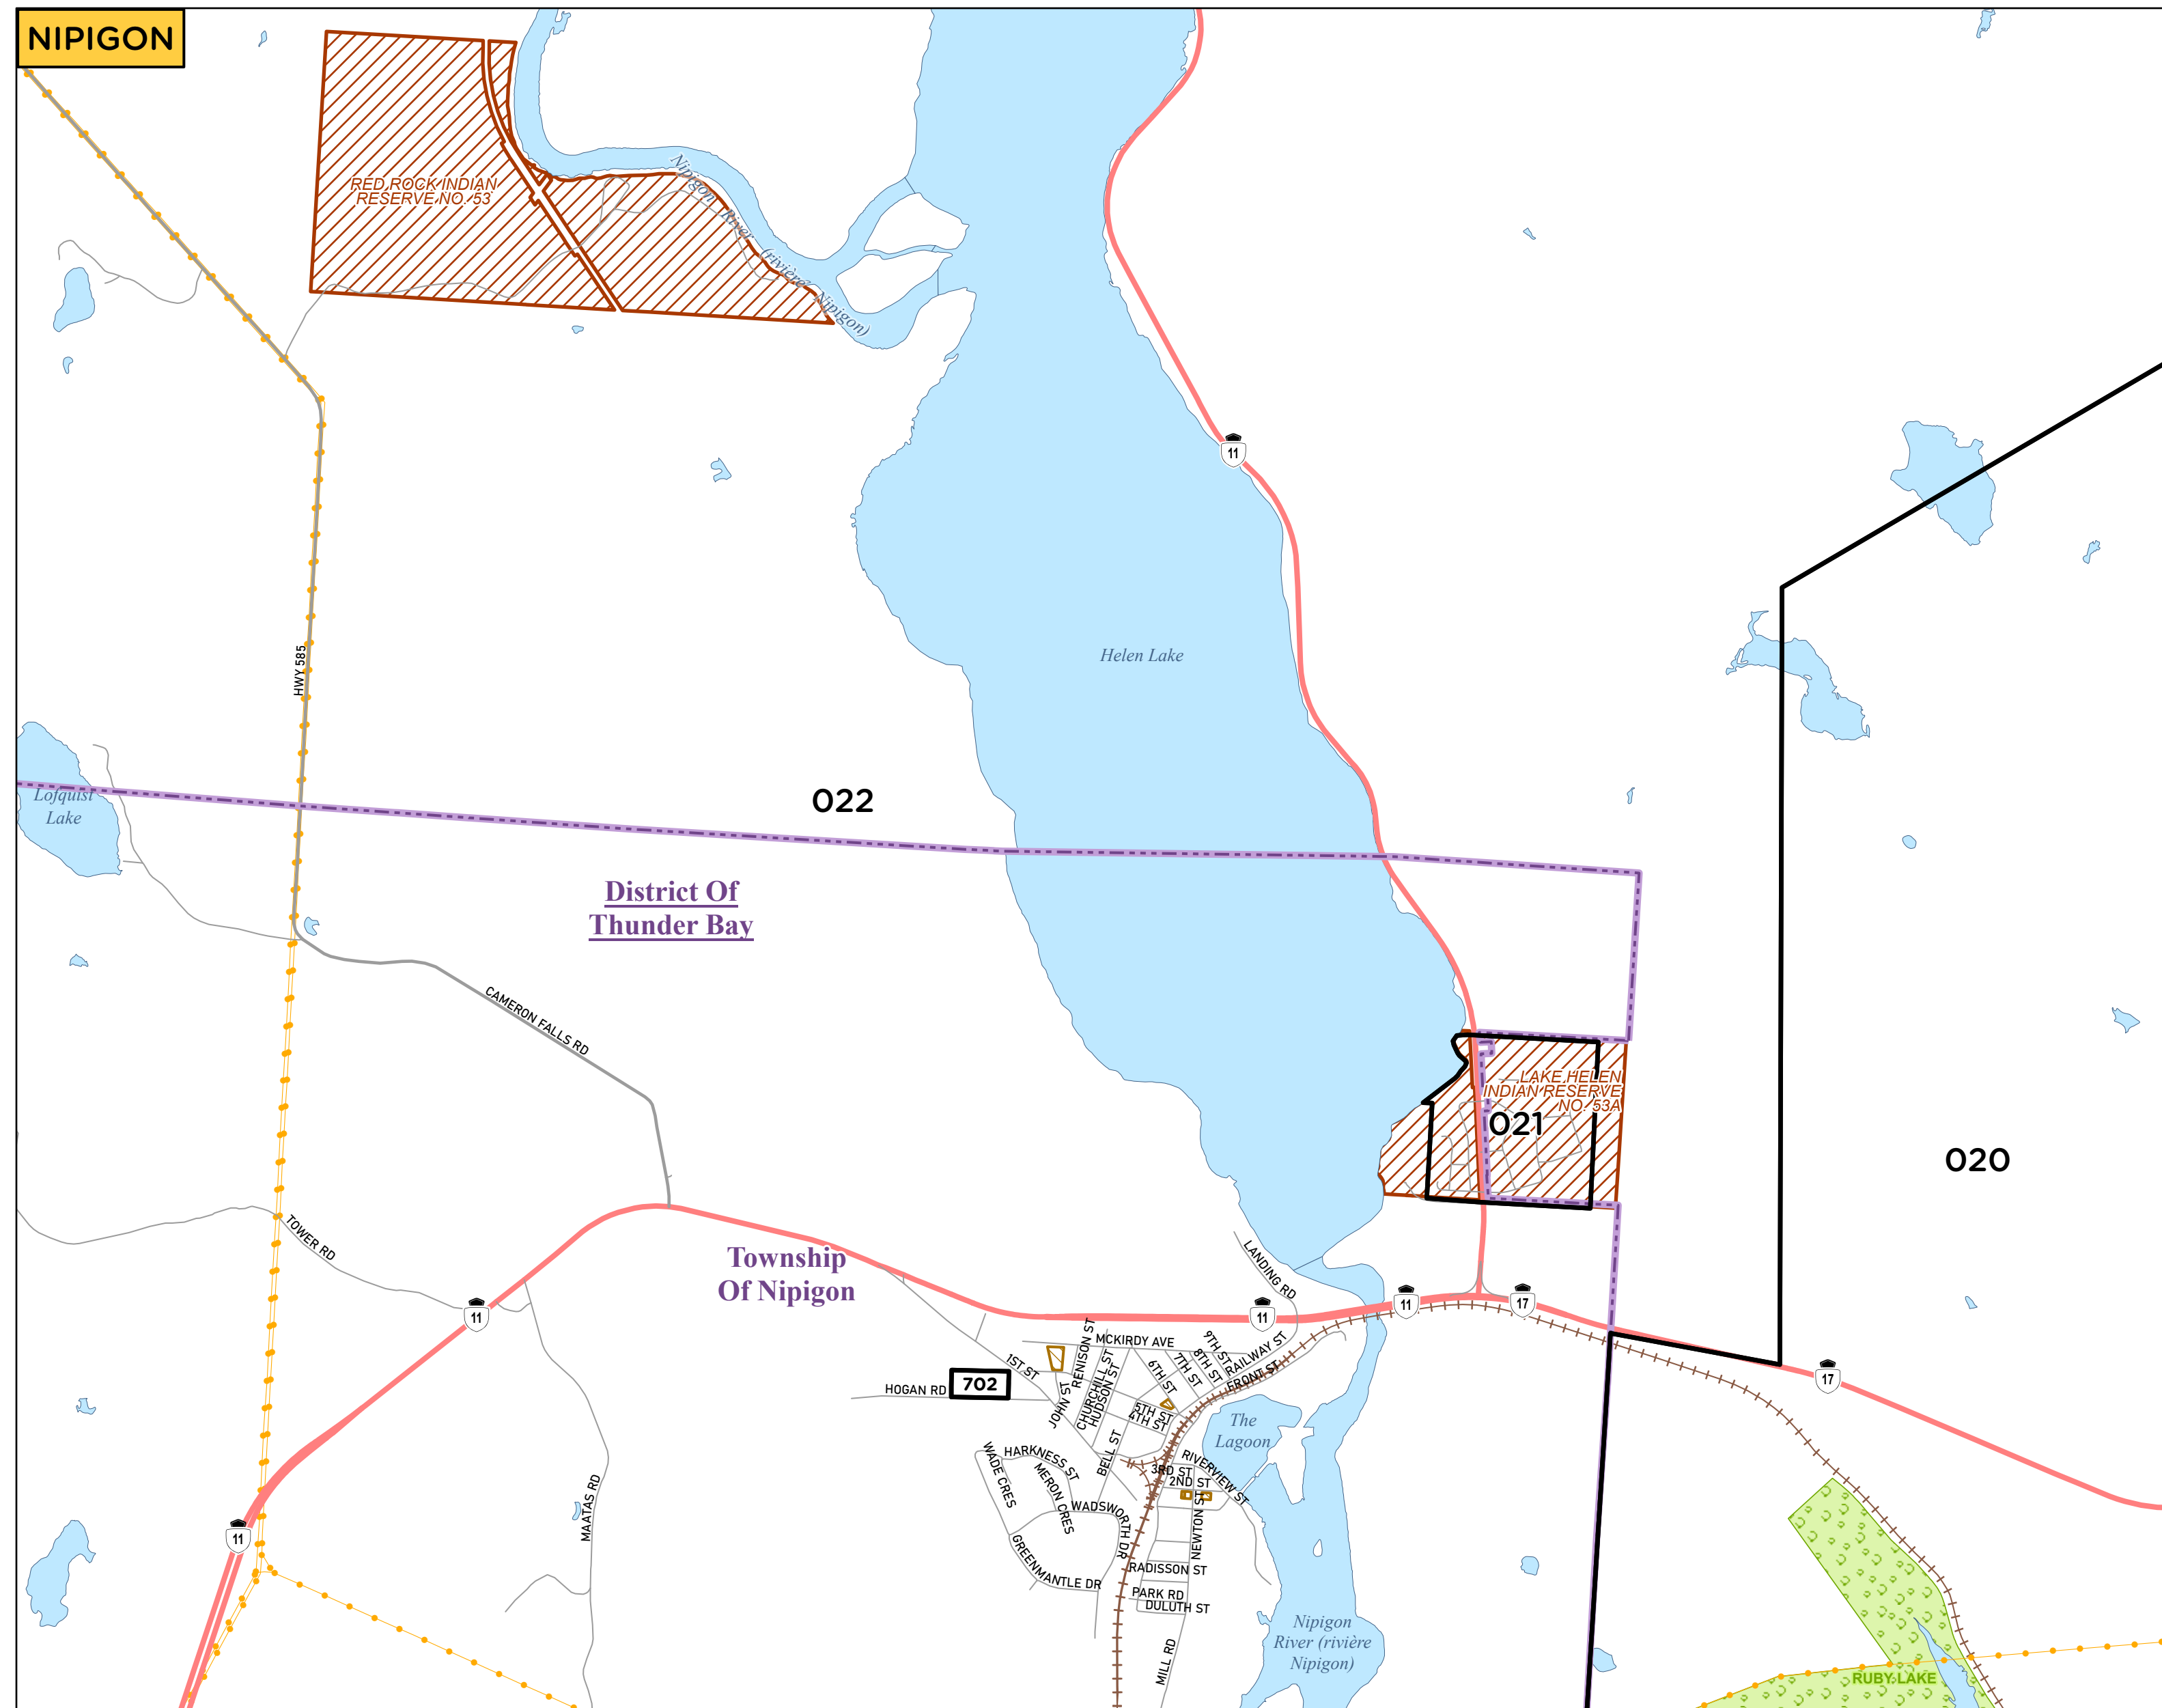 NIPIGON
RED ROCK INDIAN
RESERVE NO. 53
Nipigon River (rivière Nipigon)
11
Helen Lake
HWY 585
Lofquist
Lake
022
District Of
Thunder Bay
CAMERON FALLS RD
LAKE HELEN
INDIAN RESERVE
NO. 53A
021
020
TOWER RD
Township
Of Nipigon
LANDING RD
11
11
11
17
17
MCKIRDY AVE
RENISON ST
9TH ST
8TH ST
7TH ST
6TH ST
RAILWAY ST
FRONT ST
1ST ST
702
HOGAN RD
JOHN ST
CHURCHILL ST
HUDSON ST
5TH ST
4TH ST
The
Lagoon
BELL ST
HARKNESS ST
WADE CRES
MERON CRES
WADSWORTH DR
RIVERVIEW ST
3RD ST
2ND ST
NEWTON ST
MAATAS RD
11
GREENMANTLE DR
RADISSON ST
PARK RD
DULUTH ST
MILL RD
Nipigon
River (rivière
Nipigon)
RUBY LAKE